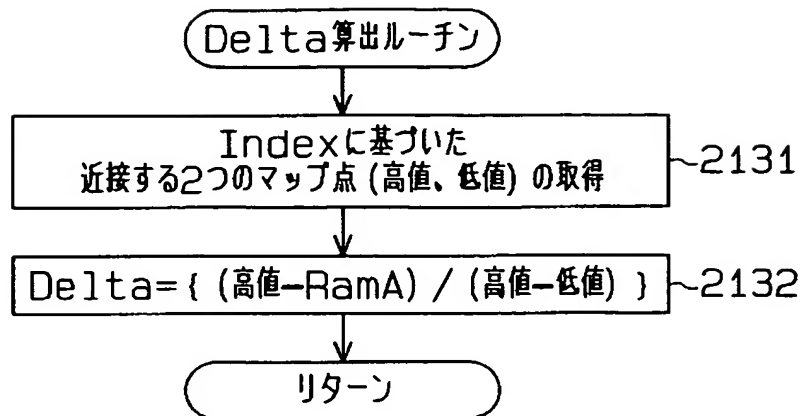 Delta算出ルーチン
Indexに基づいた
近接する2つのマップ点(高値、低値)の取得
~2131
Delta={(高値-RamA)/(高値-低値)}
~2132
リターン